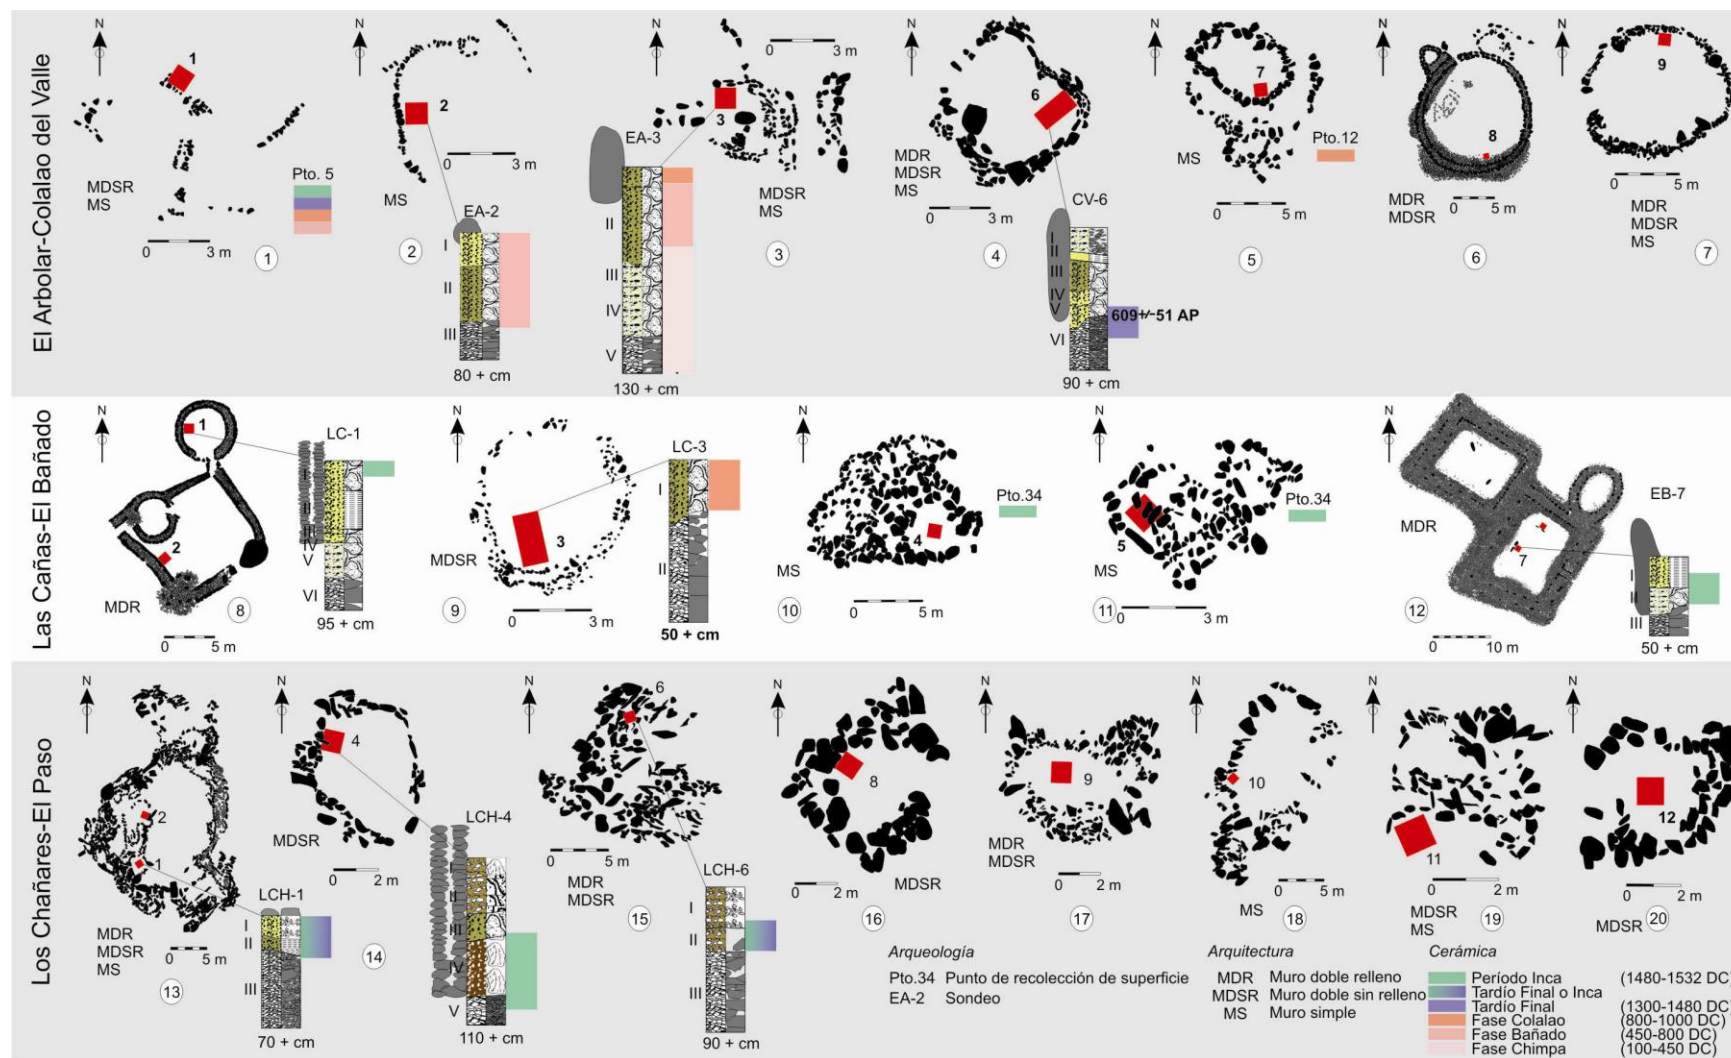 El Arbolar-Colalao del Valle
N
1
MDSR
MS
Pto. 5
0 3 m
1
N
2
0 3 m
MS
EA-2
I
II
III
80 + cm
2
N
0 3 m
3
EA-3
II
III
IV
V
130 + cm
MDSR
MS
3
N
6
MDR
MDSR
MS
0 3 m
CV-6
I
II
III
IV
V
VI
609+/-51 AP
90 + cm
4
N
7
MS
Pto.12
0 5 m
5
N
8
MDR
MDSR
0 5 m
6
N
9
0 5 m
MDR
MDSR
MS
7
Las Cañas-El Bañado
N
1
2
LC-1
I
II
III
IV
V
VI
MDR
8
0 5 m
95 + cm
N
LC-3
I
II
3
MDSR
9
0 3 m
50 + cm
N
Pto.34
4
MS
10
0 5 m
N
Pto.34
5
MS
11
0 3 m
N
MDR
7
EB-7
I
II
III
12
0 10 m
50 + cm
Los Chañares-El Paso
N
2
1
LCH-1
I
II
III
MDR
MDSR
MS
0 5 m
13
70 + cm
N
4
MDSR
LCH-4
I
II
III
IV
V
0 2 m
14
110 + cm
N
6
0 5 m
MDR
MDSR
LCH-6
I
II
III
15
90 + cm
N
8
0 2 m
MDSR
16
N
9
MDR
MDSR
0 2 m
17
N
10
0 5 m
MS
18
N
11
0 2 m
MDSR
MS
19
N
12
0 2 m
MDSR
20
Arqueología
Pto.34 Punto de recolección de superficie
EA-2 Sondeo
Arquitectura
MDR Muro doble relleno
MDSR Muro doble sin relleno
MS Muro simple
Cerámica
Período Inca (1480-1532 DC)
Tardío Final o Inca
Tardío Final (1300-1480 DC)
Fase Colalao (800-1000 DC)
Fase Bañado (450-800 DC)
Fase Chimpa (100-450 DC)